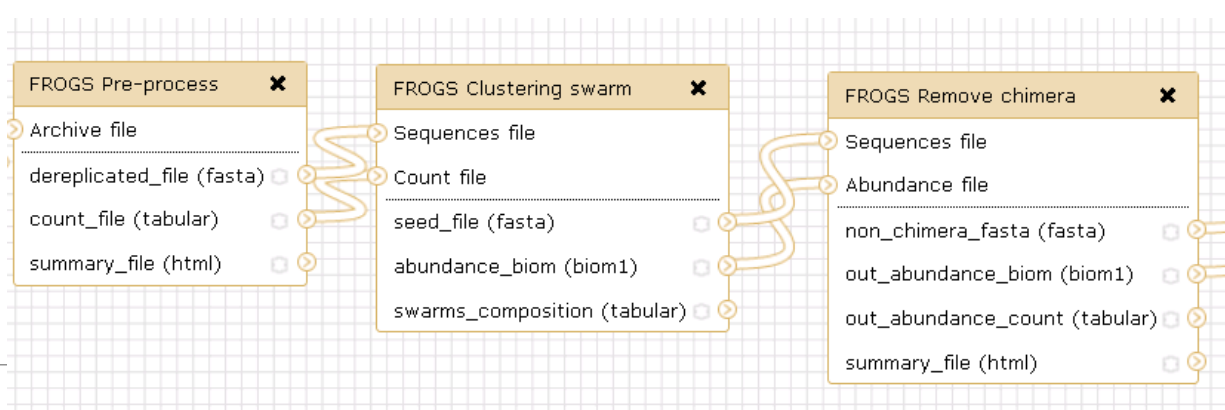 FROGS Pre-process
Archive file
dereplicated_file (fasta)
count_file (tabular)
summary_file (html)
FROGS Clustering swarm
Sequences file
Count file
seed_file (fasta)
abundance_biom (biom1)
swarms_composition (tabular)
FROGS Remove chimera
Sequences file
Abundance file
non_chimera_fasta (fasta)
out_abundance_biom (biom1)
out_abundance_count (tabular)
summary_file (html)